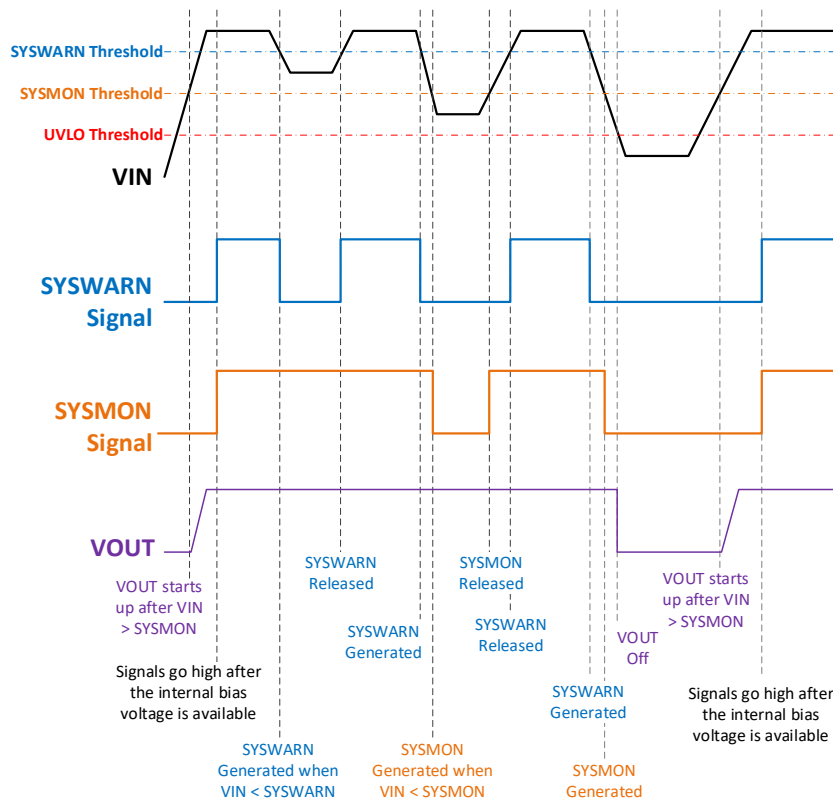 SYSWARN Threshold
SYSMON Threshold
UVLO Threshold
VIN
SYSWARN
Signal
SYSMON
Signal
VOUT
VOUT starts
up after VIN
> SYSMON
Signals go high after
the internal bias
voltage is available
SYSWARN
Generated when
VIN < SYSWARN
SYSWARN
Released
SYSWARN
Generated
SYSMON
Generated when
VIN < SYSMON
SYSMON
Released
SYSWARN
Released
SYSWARN
Generated
SYSMON
Generated
VOUT
Off
VOUT starts
up after VIN
> SYSMON
Signals go high after
the internal bias
voltage is available